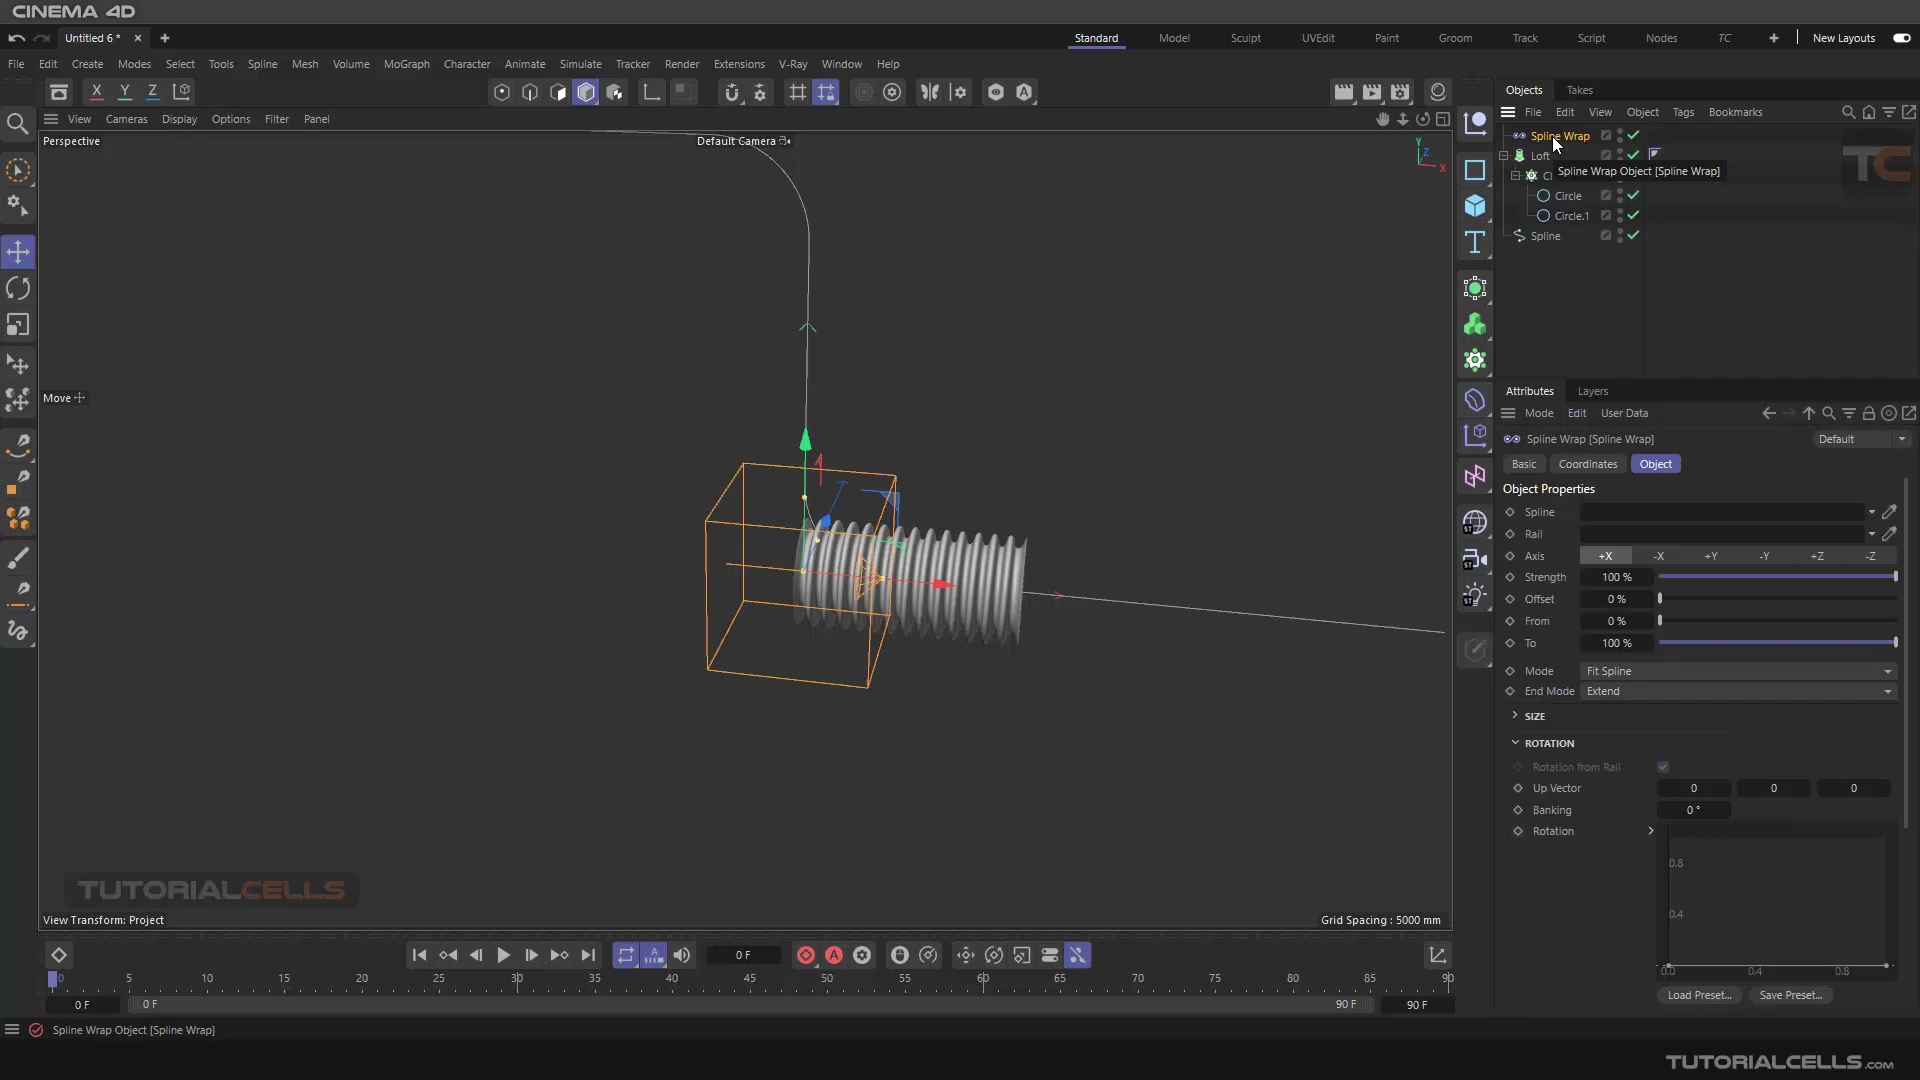 CINEMA 4D
Untitled 6 *
Standard Model Sculpt UVEdit Paint Groom Track Script Nodes TC New Layouts
File Edit Create Modes Select Tools Spline Mesh Volume MoGraph Character Animate Simulate Tracker Render Extensions V-Ray Window Help
X Y Z
Objects Takes
File Edit View Object Tags Bookmarks
View Cameras Display Options Filter Panel
Perspective
Default Camera
Y
Z
X
Spline Wrap
Loft
Spline Wrap Object [Spline Wrap]
Circle
Circle.1
Spline
TC
Move
Attributes Layers
Mode Edit User Data
Spline Wrap [Spline Wrap]
Default
Basic Coordinates Object
Object Properties
Spline
Rail
Axis +X -X +Y -Y +Z -Z
Strength 100 %
Offset 0 %
From 0 %
To 100 %
Mode Fit Spline
End Mode Extend
SIZE
ROTATION
Rotation from Rail
Up Vector 0 0 0
Banking 0 °
Rotation
0.8
0.4
0.0 0.4 0.8
Load Preset... Save Preset...
ST
ST
ST
TUTORIALCELLS
View Transform: Project
Grid Spacing : 5000 mm
0 F
0 5 10 15 20 25 30 35 40 45 50 55 60 65 70 75 80 85 90
0 F 0 F 90 F 90 F
Spline Wrap Object [Spline Wrap]
TUTORIALCELLS.COM